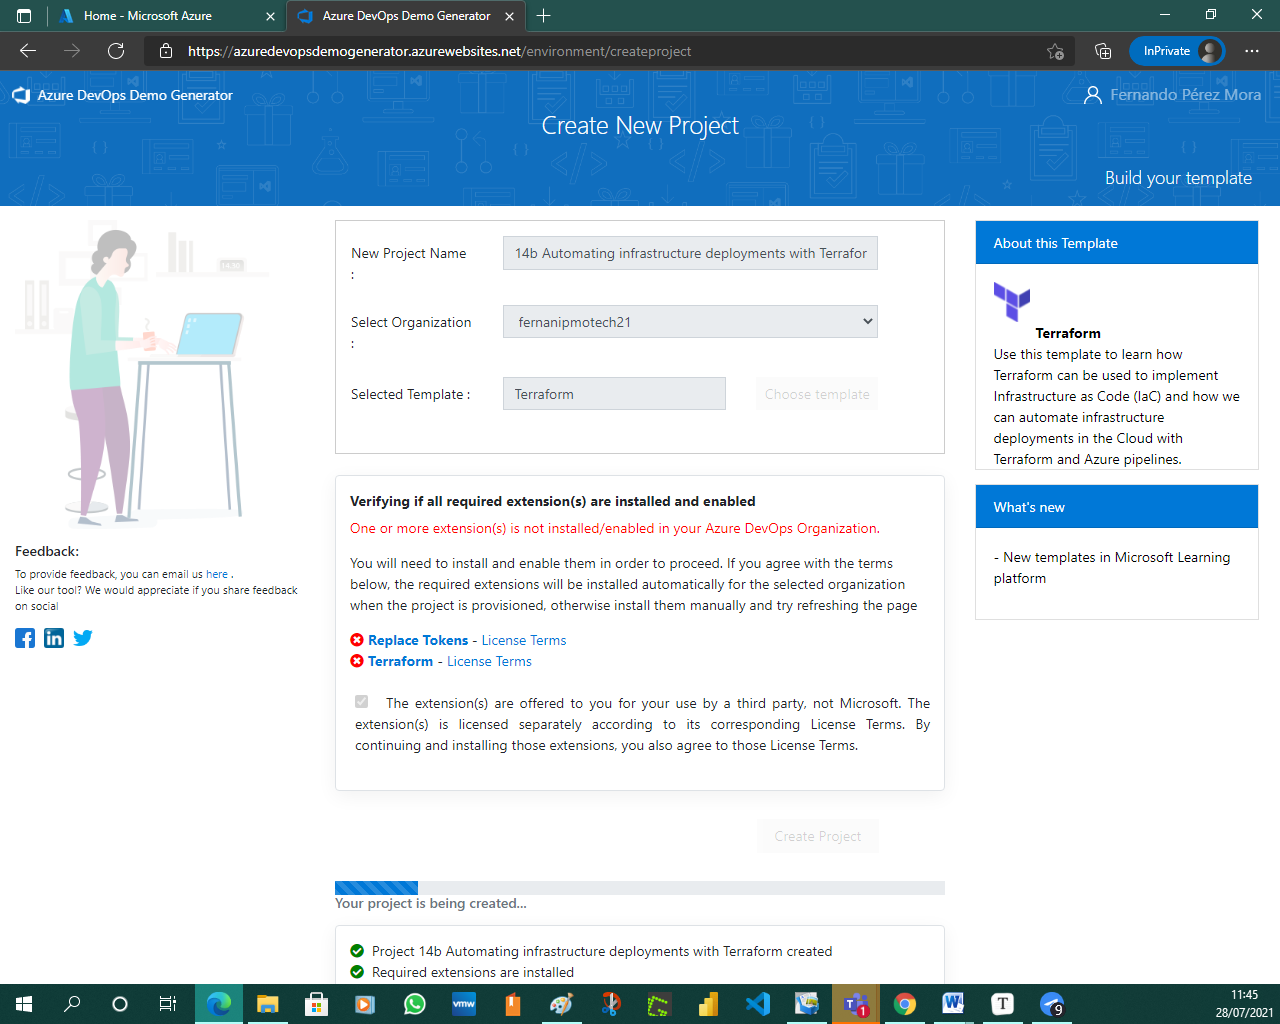 Home - Microsoft Azure
Azure DevOps Demo Generator
https://azuredevopsdemogenerator.azurewebsites.net/environment/createproject
InPrivate
Azure DevOps Demo Generator
Fernando Pérez Mora
Create New Project
Build your template
New Project Name
:
14b Automating infrastructure deployments with Terrafor
Select Organization
:
fernanipmotech21
Selected Template :
Terraform
Choose template
About this Template
Terraform
Use this template to learn how
Terraform can be used to implement
Infrastructure as Code (IaC) and how we
can automate infrastructure
deployments in the Cloud with
Terraform and Azure pipelines.
What's new
- New templates in Microsoft Learning
platform
Feedback:
To provide feedback, you can email us here .
Like our tool? We would appreciate if you share feedback
on social
Verifying if all required extension(s) are installed and enabled
One or more extension(s) is not installed/enabled in your Azure DevOps Organization.
You will need to install and enable them in order to proceed. If you agree with the terms
below, the required extensions will be installed automatically for the selected organization
when the project is provisioned, otherwise install them manually and try refreshing the page
Replace Tokens - License Terms
Terraform - License Terms
The extension(s) are offered to you for your use by a third party, not Microsoft. The
extension(s) is licensed separately according to its corresponding License Terms. By
continuing and installing those extensions, you also agree to those License Terms.
Create Project
Your project is being created...
Project 14b Automating infrastructure deployments with Terraform created
Required extensions are installed
vmw
1
T
9
11:45
28/07/2021